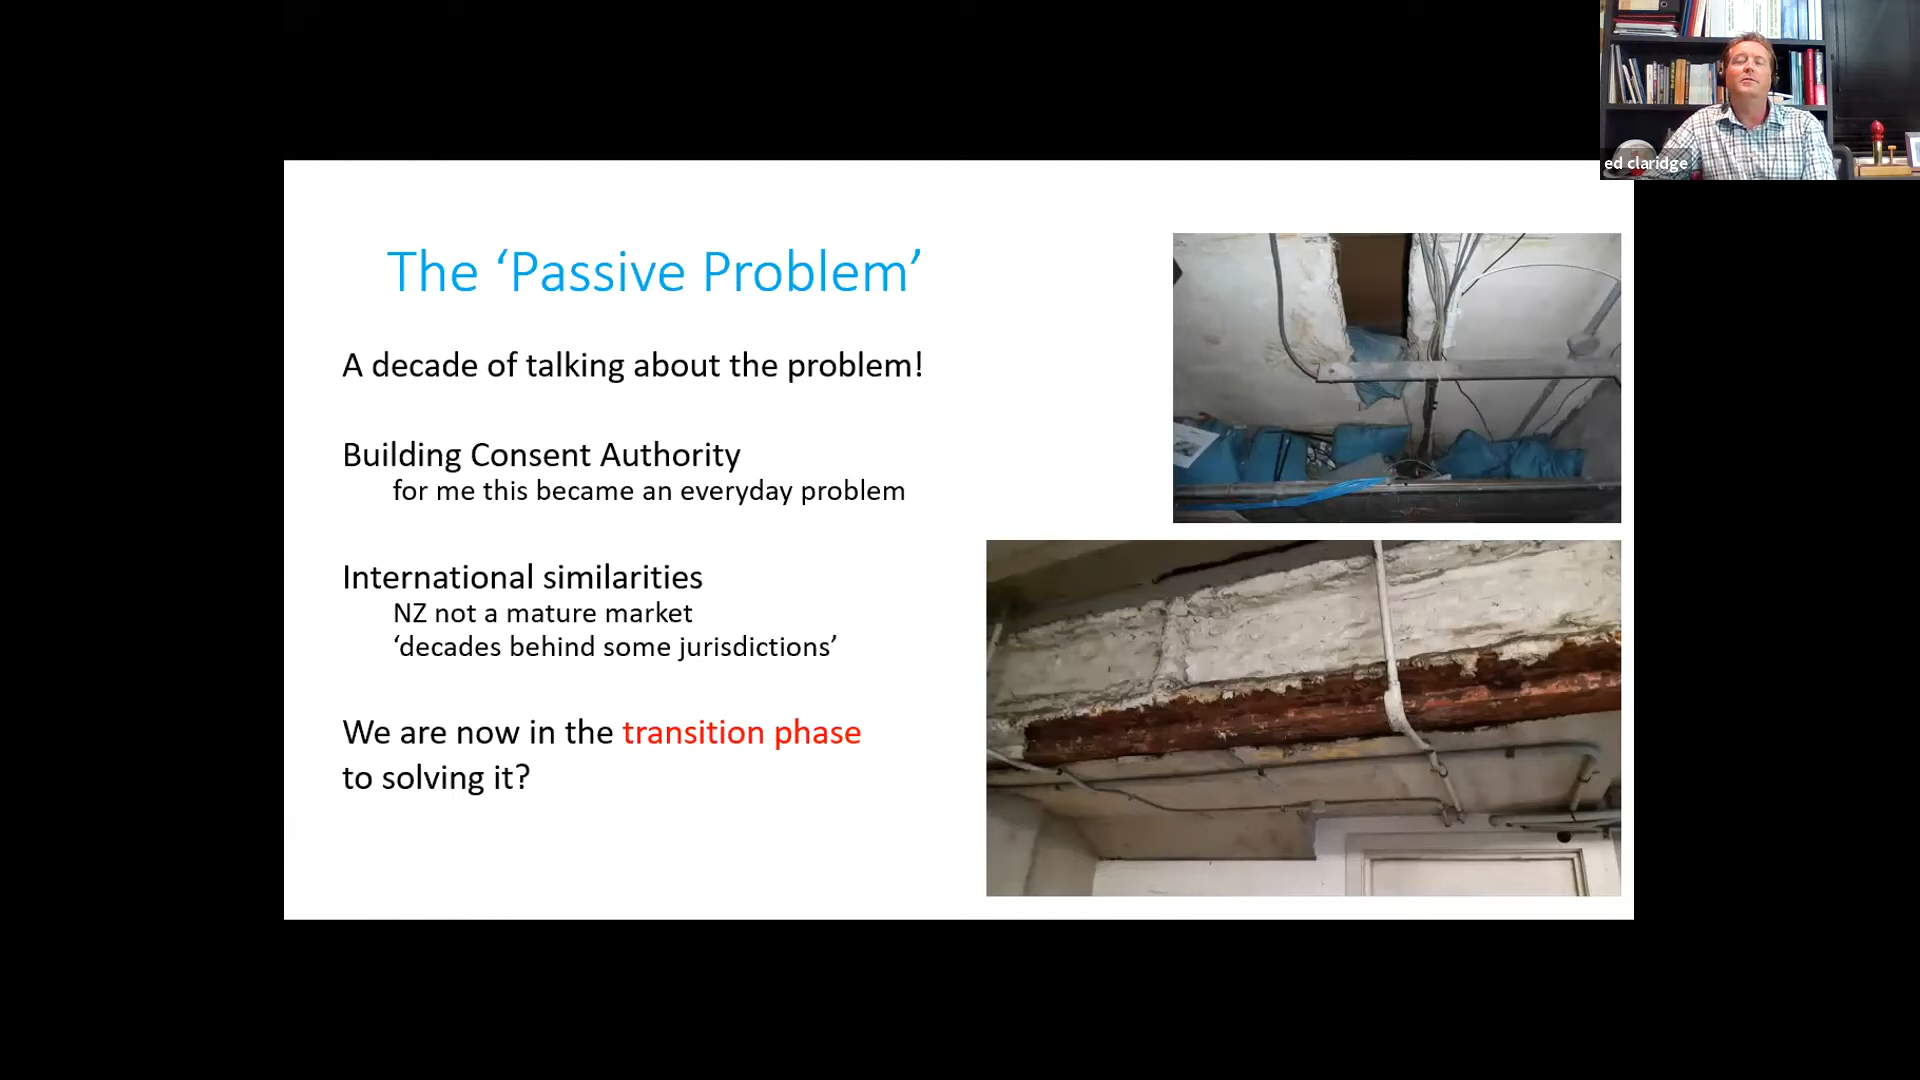 ed claridge
The ‘Passive Problem’
A decade of talking about the problem!
Building Consent Authority
for me this became an everyday problem
International similarities
NZ not a mature market
‘decades behind some jurisdictions’
We are now in the transition phase
to solving it?